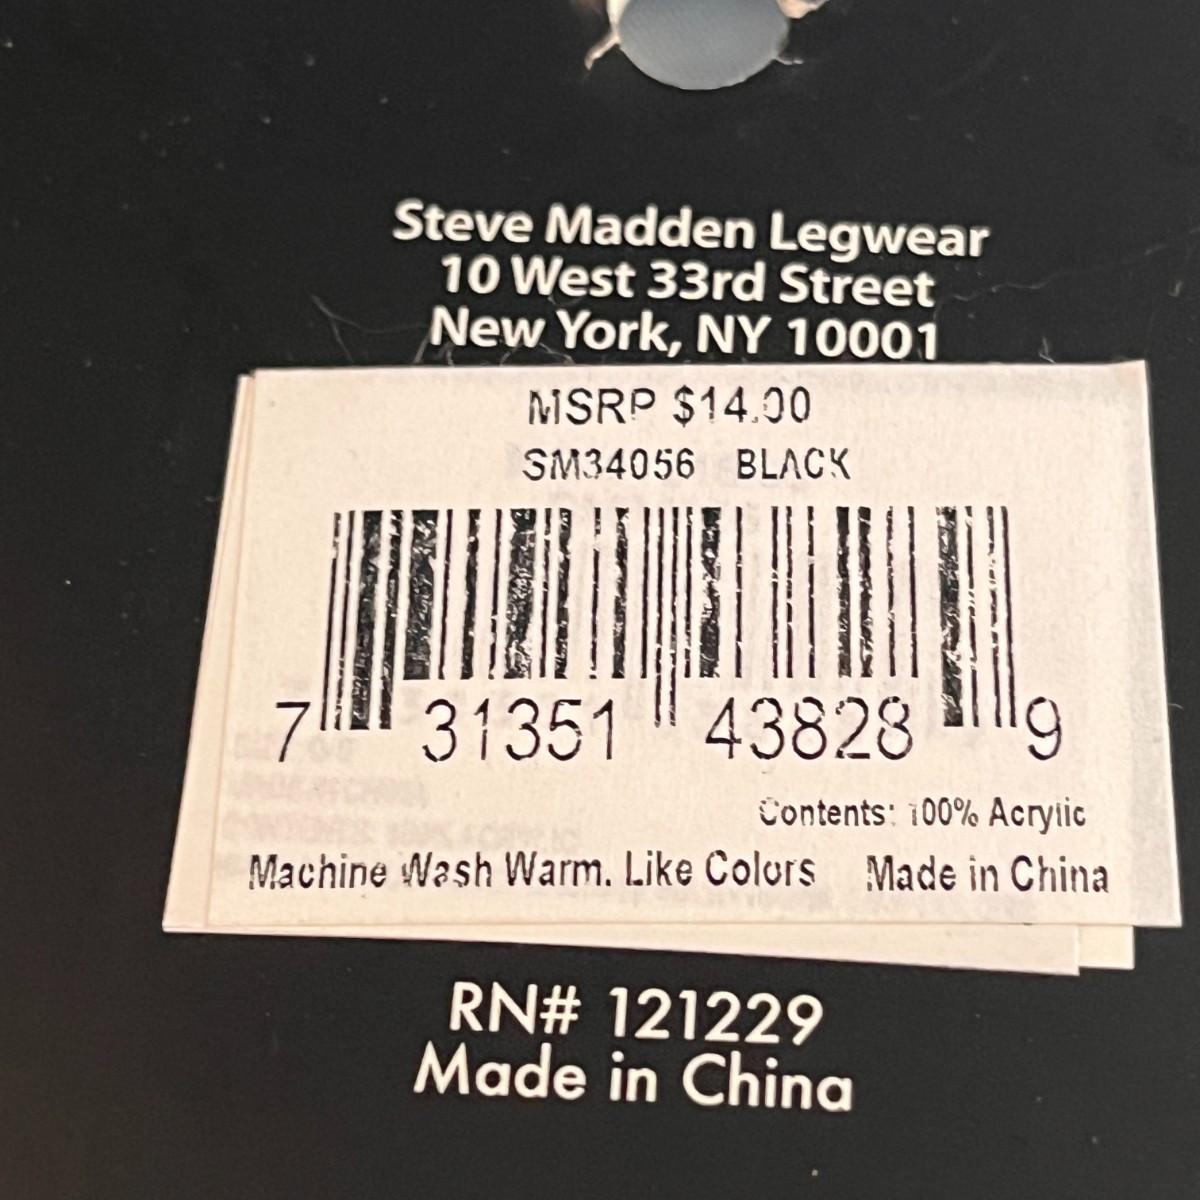 Steve Madden Legwear
10 West 33rd Street
New York, NY 10001
MSRP $14.00
SM34056 BLACK
7 31351 43828 9
Contents: 100% Acrylic
Machine Wash Warm. Like Colors Made in China
RN# 121229
Made in China